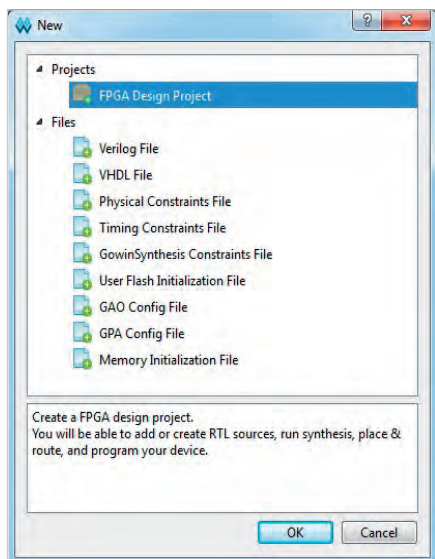 New
Projects
FPGA Design Project
Files
Verilog File
VHDL File
Physical Constraints File
Timing Constraints File
GowinSynthesis Constraints File
User Flash Initialization File
GAO Config File
GPA Config File
Memory Initialization File
Create a FPGA design project.
You will be able to add or create RTL sources, run synthesis, place &
route, and program your device.
OK Cancel